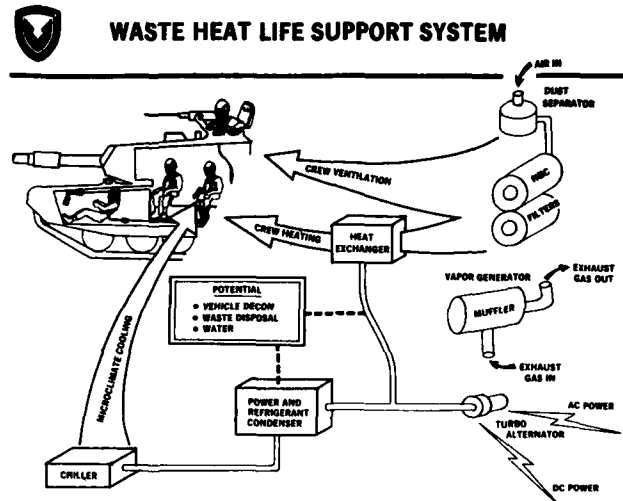 WASTE HEAT LIFE SUPPORT SYSTEM
AIR IN
DUST
SEPARATOR
CREW VENTILATION
NBC
FILTERS
CREW HEATING
HEAT
EXCHANGER
VAPOR GENERATOR
EXHAUST
GAS OUT
MUFFLER
EXHAUST
GAS IN
POTENTIAL
• VEHICLE DECON
• WASTE DISPOSAL
• WATER
MICROCLIMATE COOLING
POWER AND
REFRIGERANT
CONDENSER
AC POWER
TURBO
ALTERNATOR
CHILLER
DC POWER